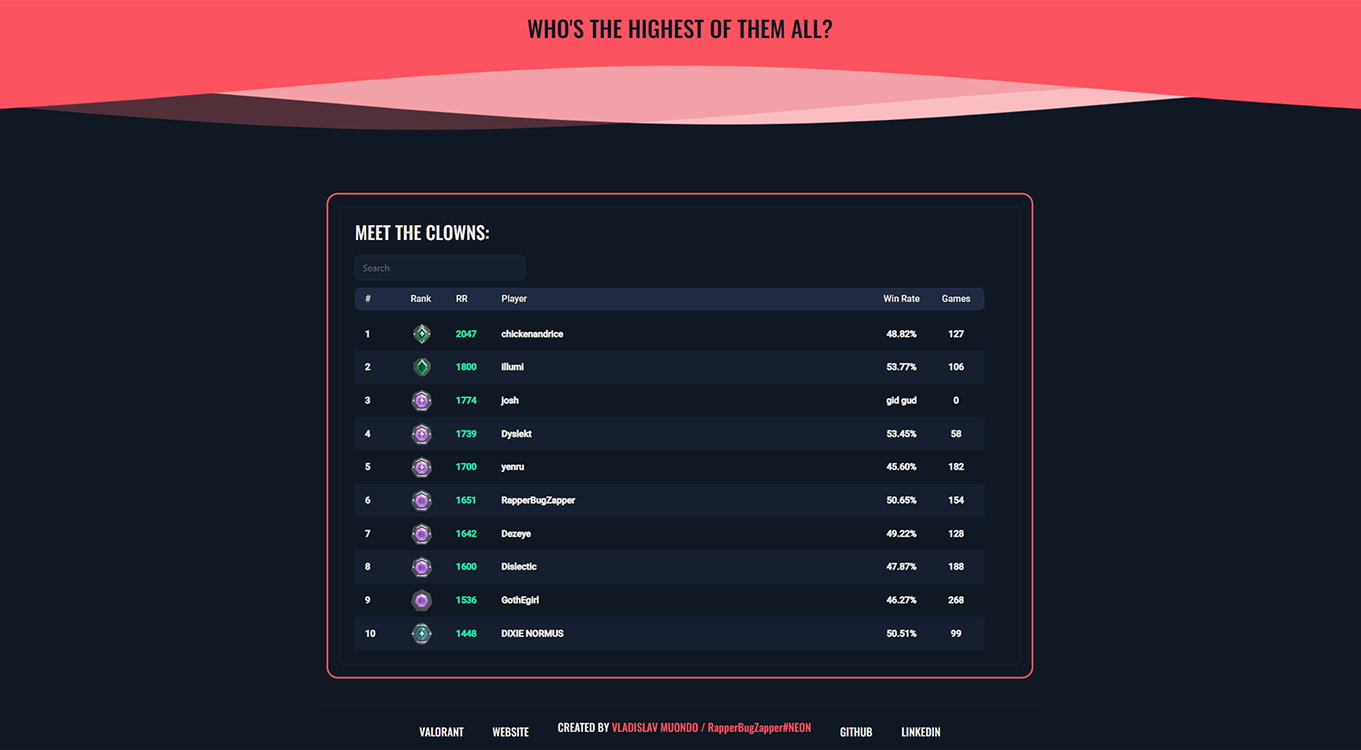 WHO'S THE HIGHEST OF THEM ALL?
MEET THE CLOWNS:
Search
# Rank RR Player Win Rate Games
1 2047 chickenandrice 48.82% 127
2 1800 illumi 53.77% 106
3 1774 josh gid gud 0
4 1739 Dyslekt 53.45% 58
5 1700 yenru 45.60% 182
6 1651 RapperBugZapper 50.65% 154
7 1642 Dezeye 49.22% 128
8 1600 Dislectic 47.87% 188
9 1536 GothEgirl 46.27% 268
10 1448 DIXIE NORMUS 50.51% 99
VALORANT WEBSITE CREATED BY VLADISLAV MUONDO / RapperBugZapper#NEON GITHUB LINKEDIN